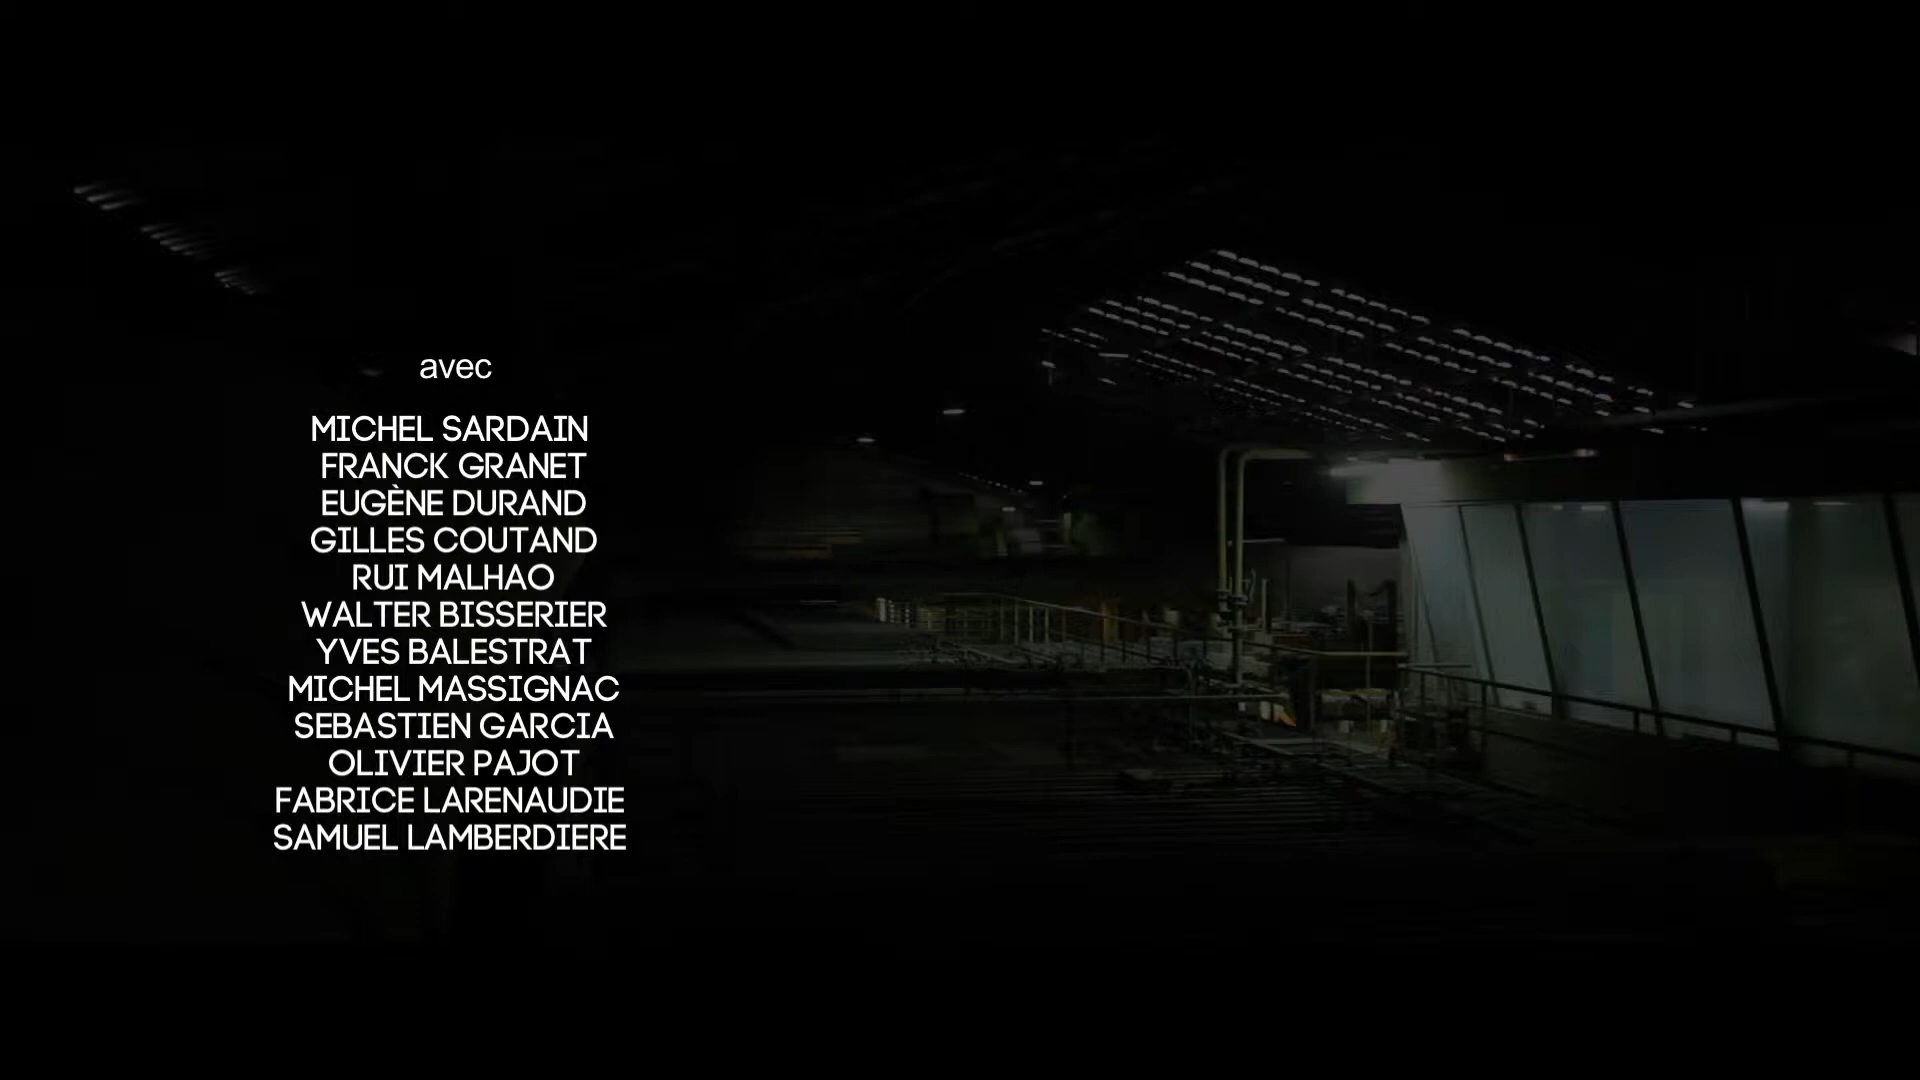 avec
MICHEL SARDAIN
FRANCK GRANET
EUGÈNE DURAND
GILLES COUTAND
RUI MALHAO
WALTER BISSERIER
YVES BALESTRAT
MICHEL MASSIGNAC
SEBASTIEN GARCIA
OLIVIER PAJOT
FABRICE LARENAUDIE
SAMUEL LAMBERDIERE